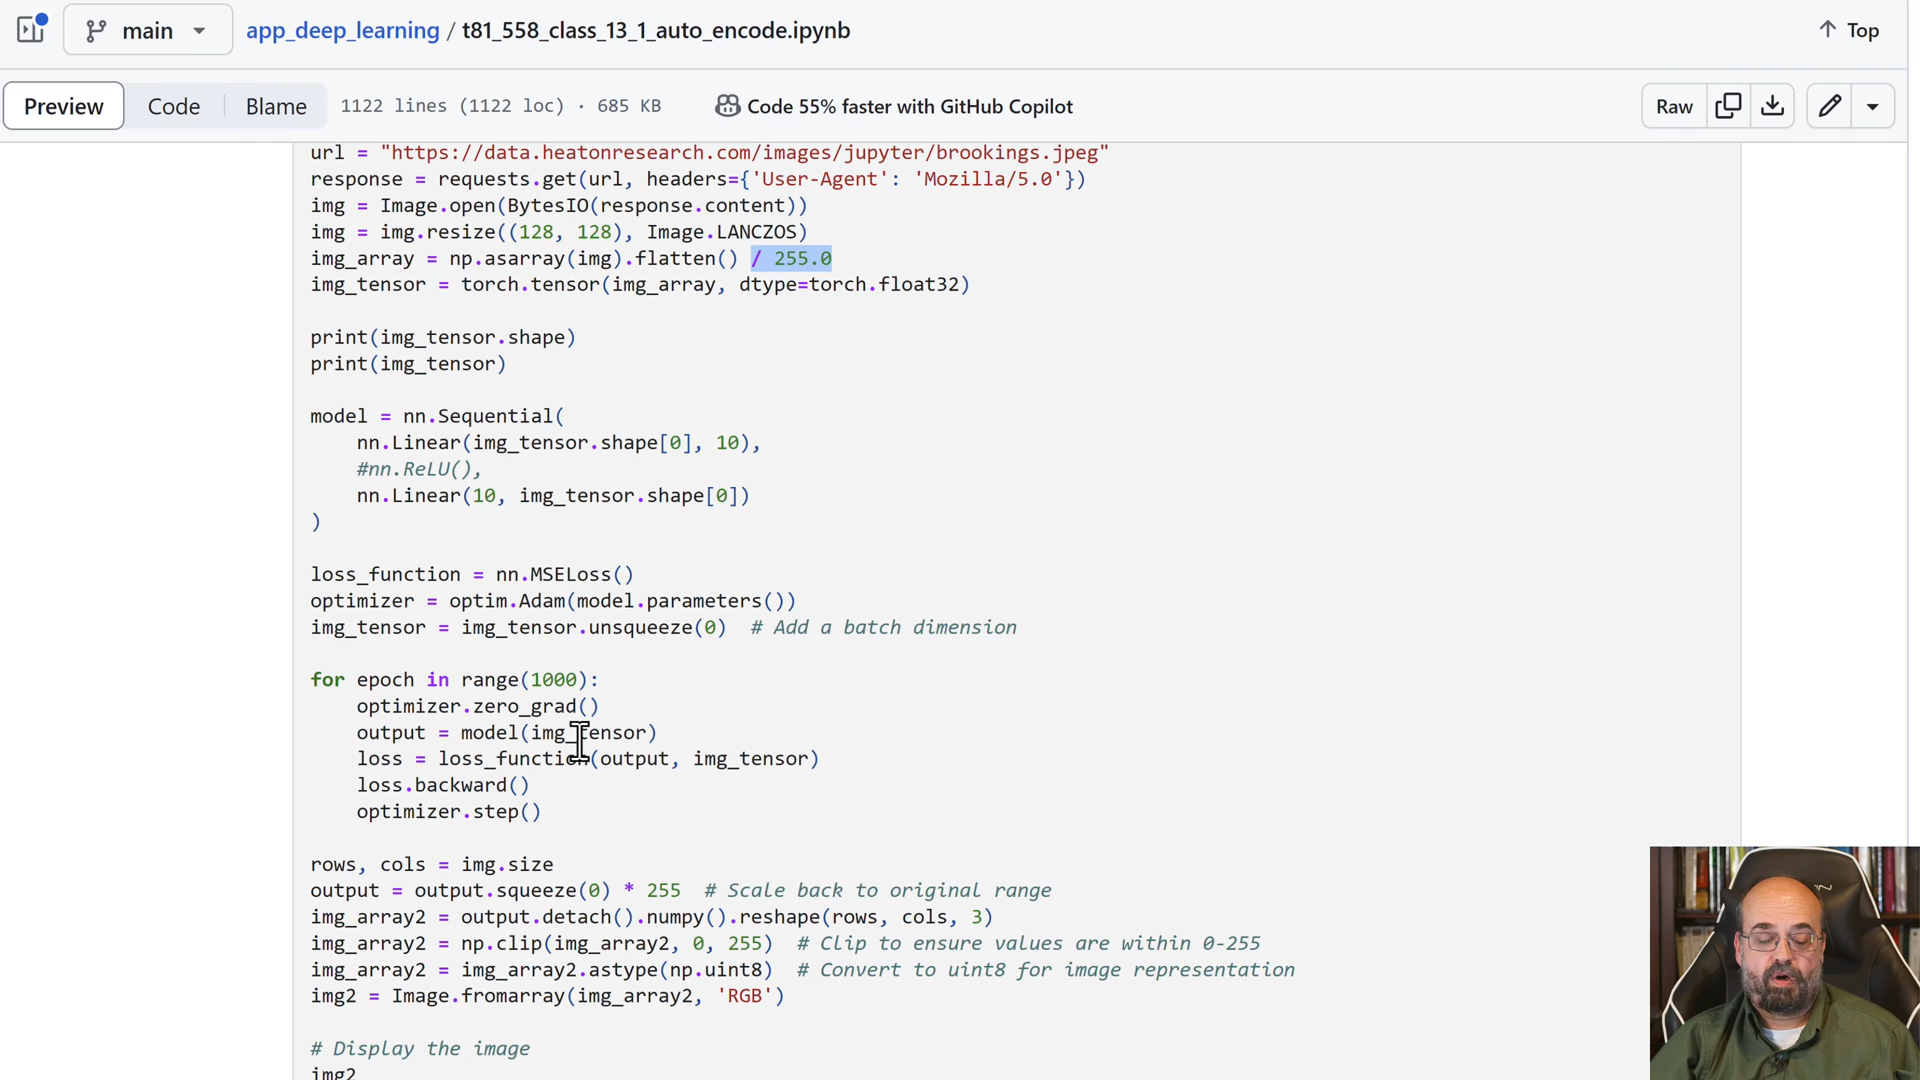 main
app_deep_learning / t81_558_class_13_1_auto_encode.ipynb
Top
Preview
Code
Blame
1122 lines (1122 loc) · 685 KB
Code 55% faster with GitHub Copilot
Raw
url = "https://data.heatonresearch.com/images/jupyter/brookings.jpeg"
response = requests.get(url, headers={'User-Agent': 'Mozilla/5.0'})
img = Image.open(BytesIO(response.content))
img = img.resize((128, 128), Image.LANCZOS)
img_array = np.asarray(img).flatten() / 255.0
img_tensor = torch.tensor(img_array, dtype=torch.float32)
print(img_tensor.shape)
print(img_tensor)
model = nn.Sequential(
    nn.Linear(img_tensor.shape[0], 10),
    #nn.ReLU(),
    nn.Linear(10, img_tensor.shape[0])
)
loss_function = nn.MSELoss()
optimizer = optim.Adam(model.parameters())
img_tensor = img_tensor.unsqueeze(0)  # Add a batch dimension
for epoch in range(1000):
    optimizer.zero_grad()
    output = model(img_tensor)
    loss = loss_function(output, img_tensor)
    loss.backward()
    optimizer.step()
rows, cols = img.size
output = output.squeeze(0) * 255  # Scale back to original range
img_array2 = output.detach().numpy().reshape(rows, cols, 3)
img_array2 = np.clip(img_array2, 0, 255)  # Clip to ensure values are within 0-255
img_array2 = img_array2.astype(np.uint8)  # Convert to uint8 for image representation
img2 = Image.fromarray(img_array2, 'RGB')
# Display the image
img2